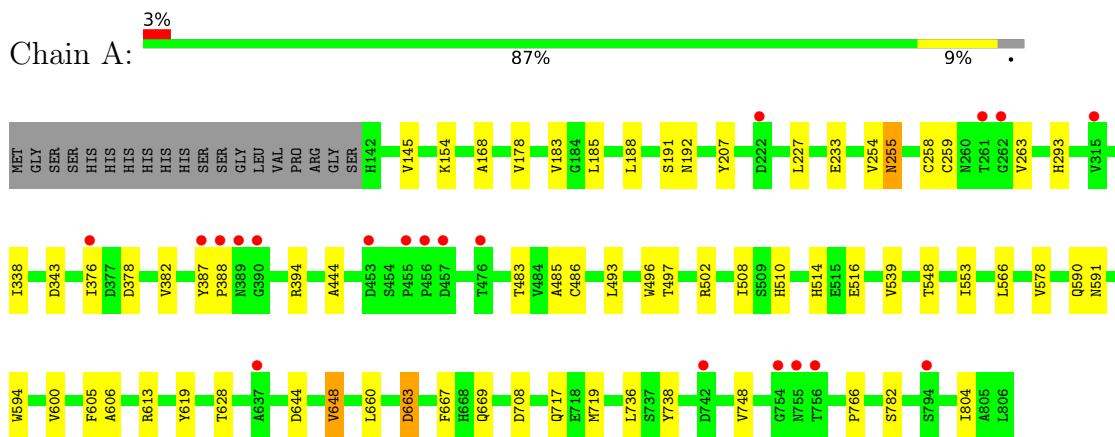 3%
Chain A:
87% 9% •
MET GLY SER SER HIS HIS HIS HIS HIS HIS SER SER GLY LEU VAL PRO ARG GLY SER H142 V145 K154 A168 V178 V183 G184 L185 L188 S191 N192 Y207 D222 L227 E233 V254 N255 C258 C259 N260 T261 G262 V263 H293 V315
I338 D343 I376 D377 D378 V382 Y387 P388 N389 G390 R394 A444 D453 S454 P455 P456 D457 T476 T483 V484 A485 C486 L493 W496 T497 R502 I508 S509 H510 H514 E515 E516 V539 T548 I553 L566 V578 Q590 N591
W594 V600 F605 A606 R613 Y619 T628 A637 D644 V648 L660 D663 F667 H668 Q669 D708 Q717 E718 M719 L736 S737 Y738 D742 V748 G754 N755 T756 P766 S782 S794 I804 A805 L806